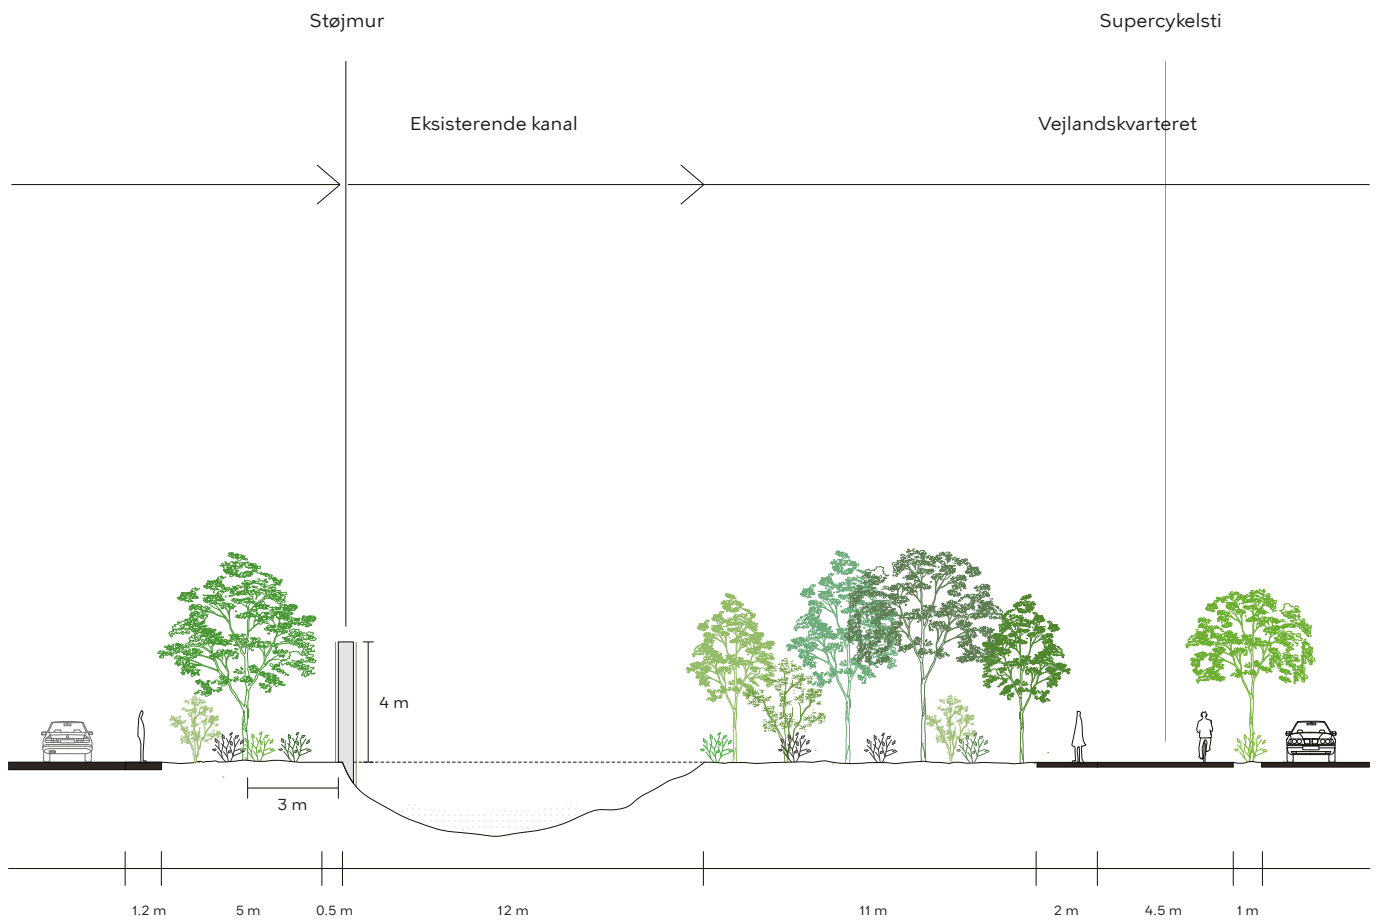 Støjmur
Supercykelsti
Eksisterende kanal
Vejlandskvarteret
4 m
3 m
1.2 m
5 m
0.5 m
12 m
11 m
2 m
4.5 m
1 m